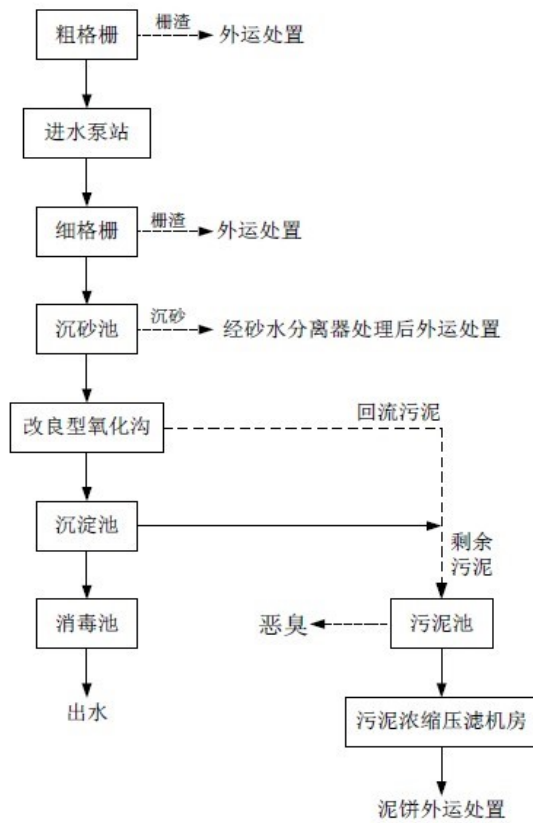 栅渣
粗格栅
外运处置
进水泵站
栅渣
细格栅
外运处置
沉砂
沉砂池
经砂水分离器处理后外运处置
回流污泥
改良型氧化沟
沉淀池
剩余
污泥
消毒池
恶臭
污泥池
出水
污泥浓缩压滤机房
泥饼外运处置